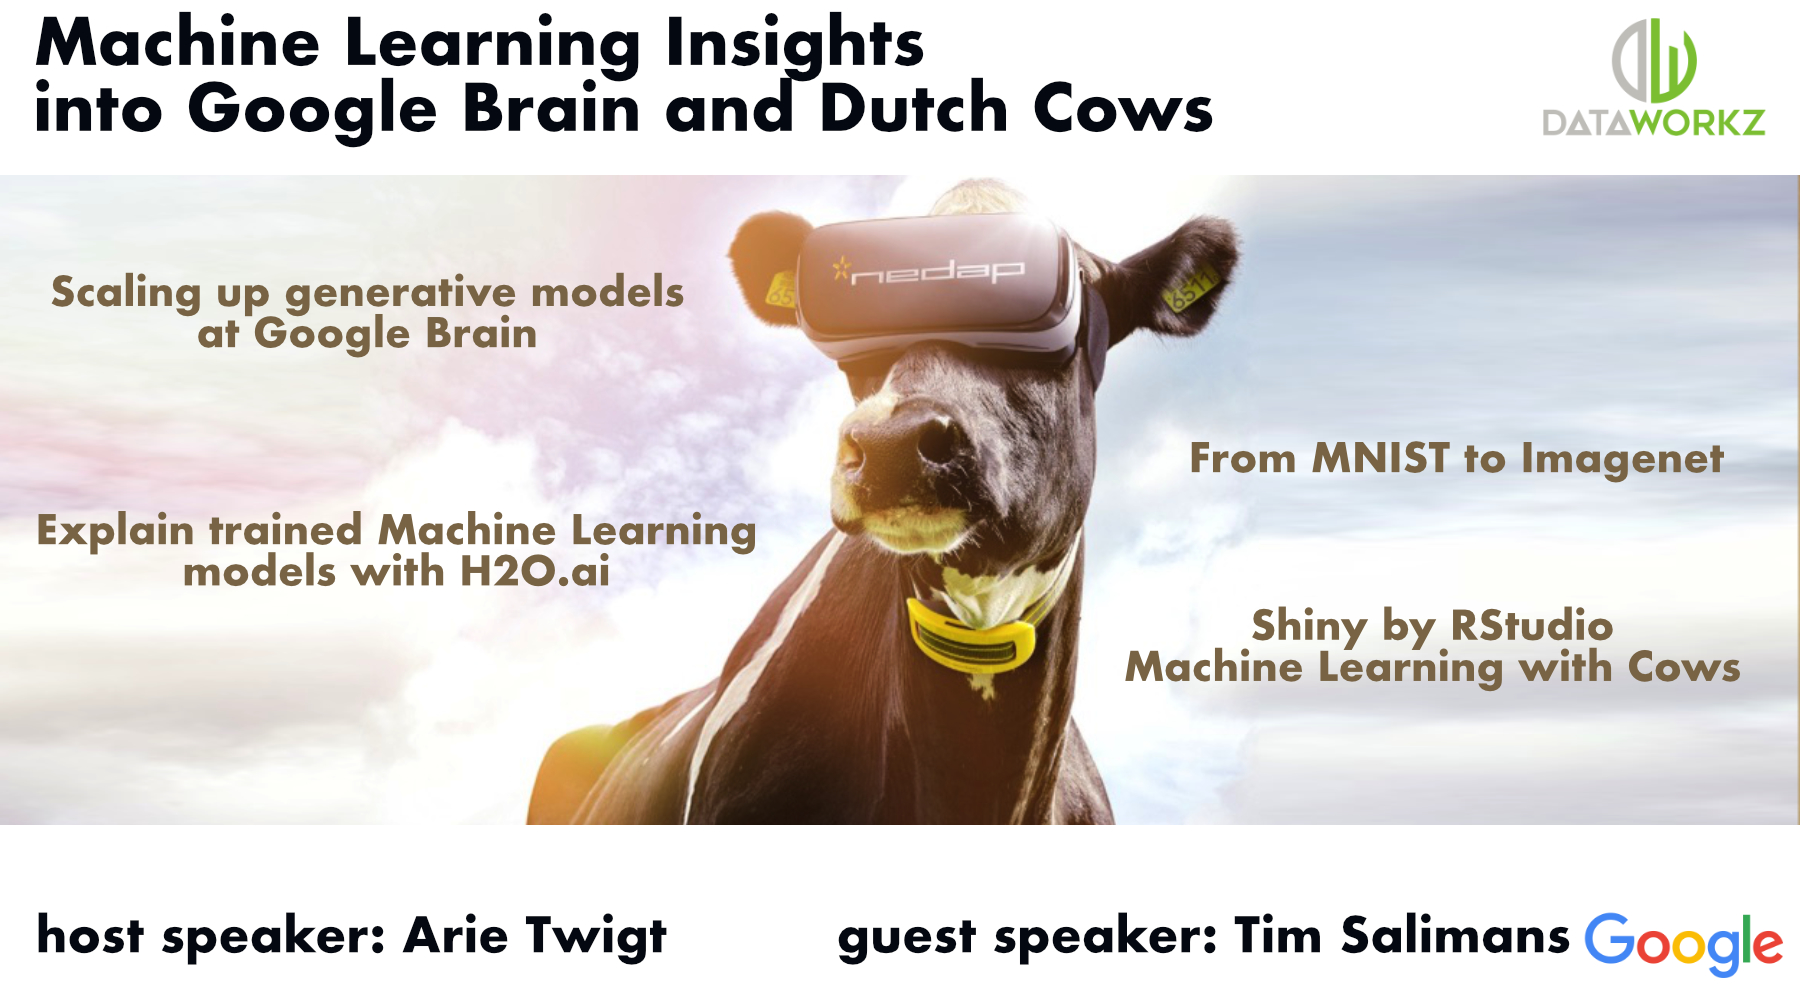 Machine Learning Insights
into Google Brain and Dutch Cows
DATAWORKZ
nedap
65
6511
Scaling up generative models
at Google Brain
From MNIST to Imagenet
Explain trained Machine Learning
models with H2O.ai
Shiny by RStudio
Machine Learning with Cows
host speaker: Arie Twigt
guest speaker: Tim Salimans Google